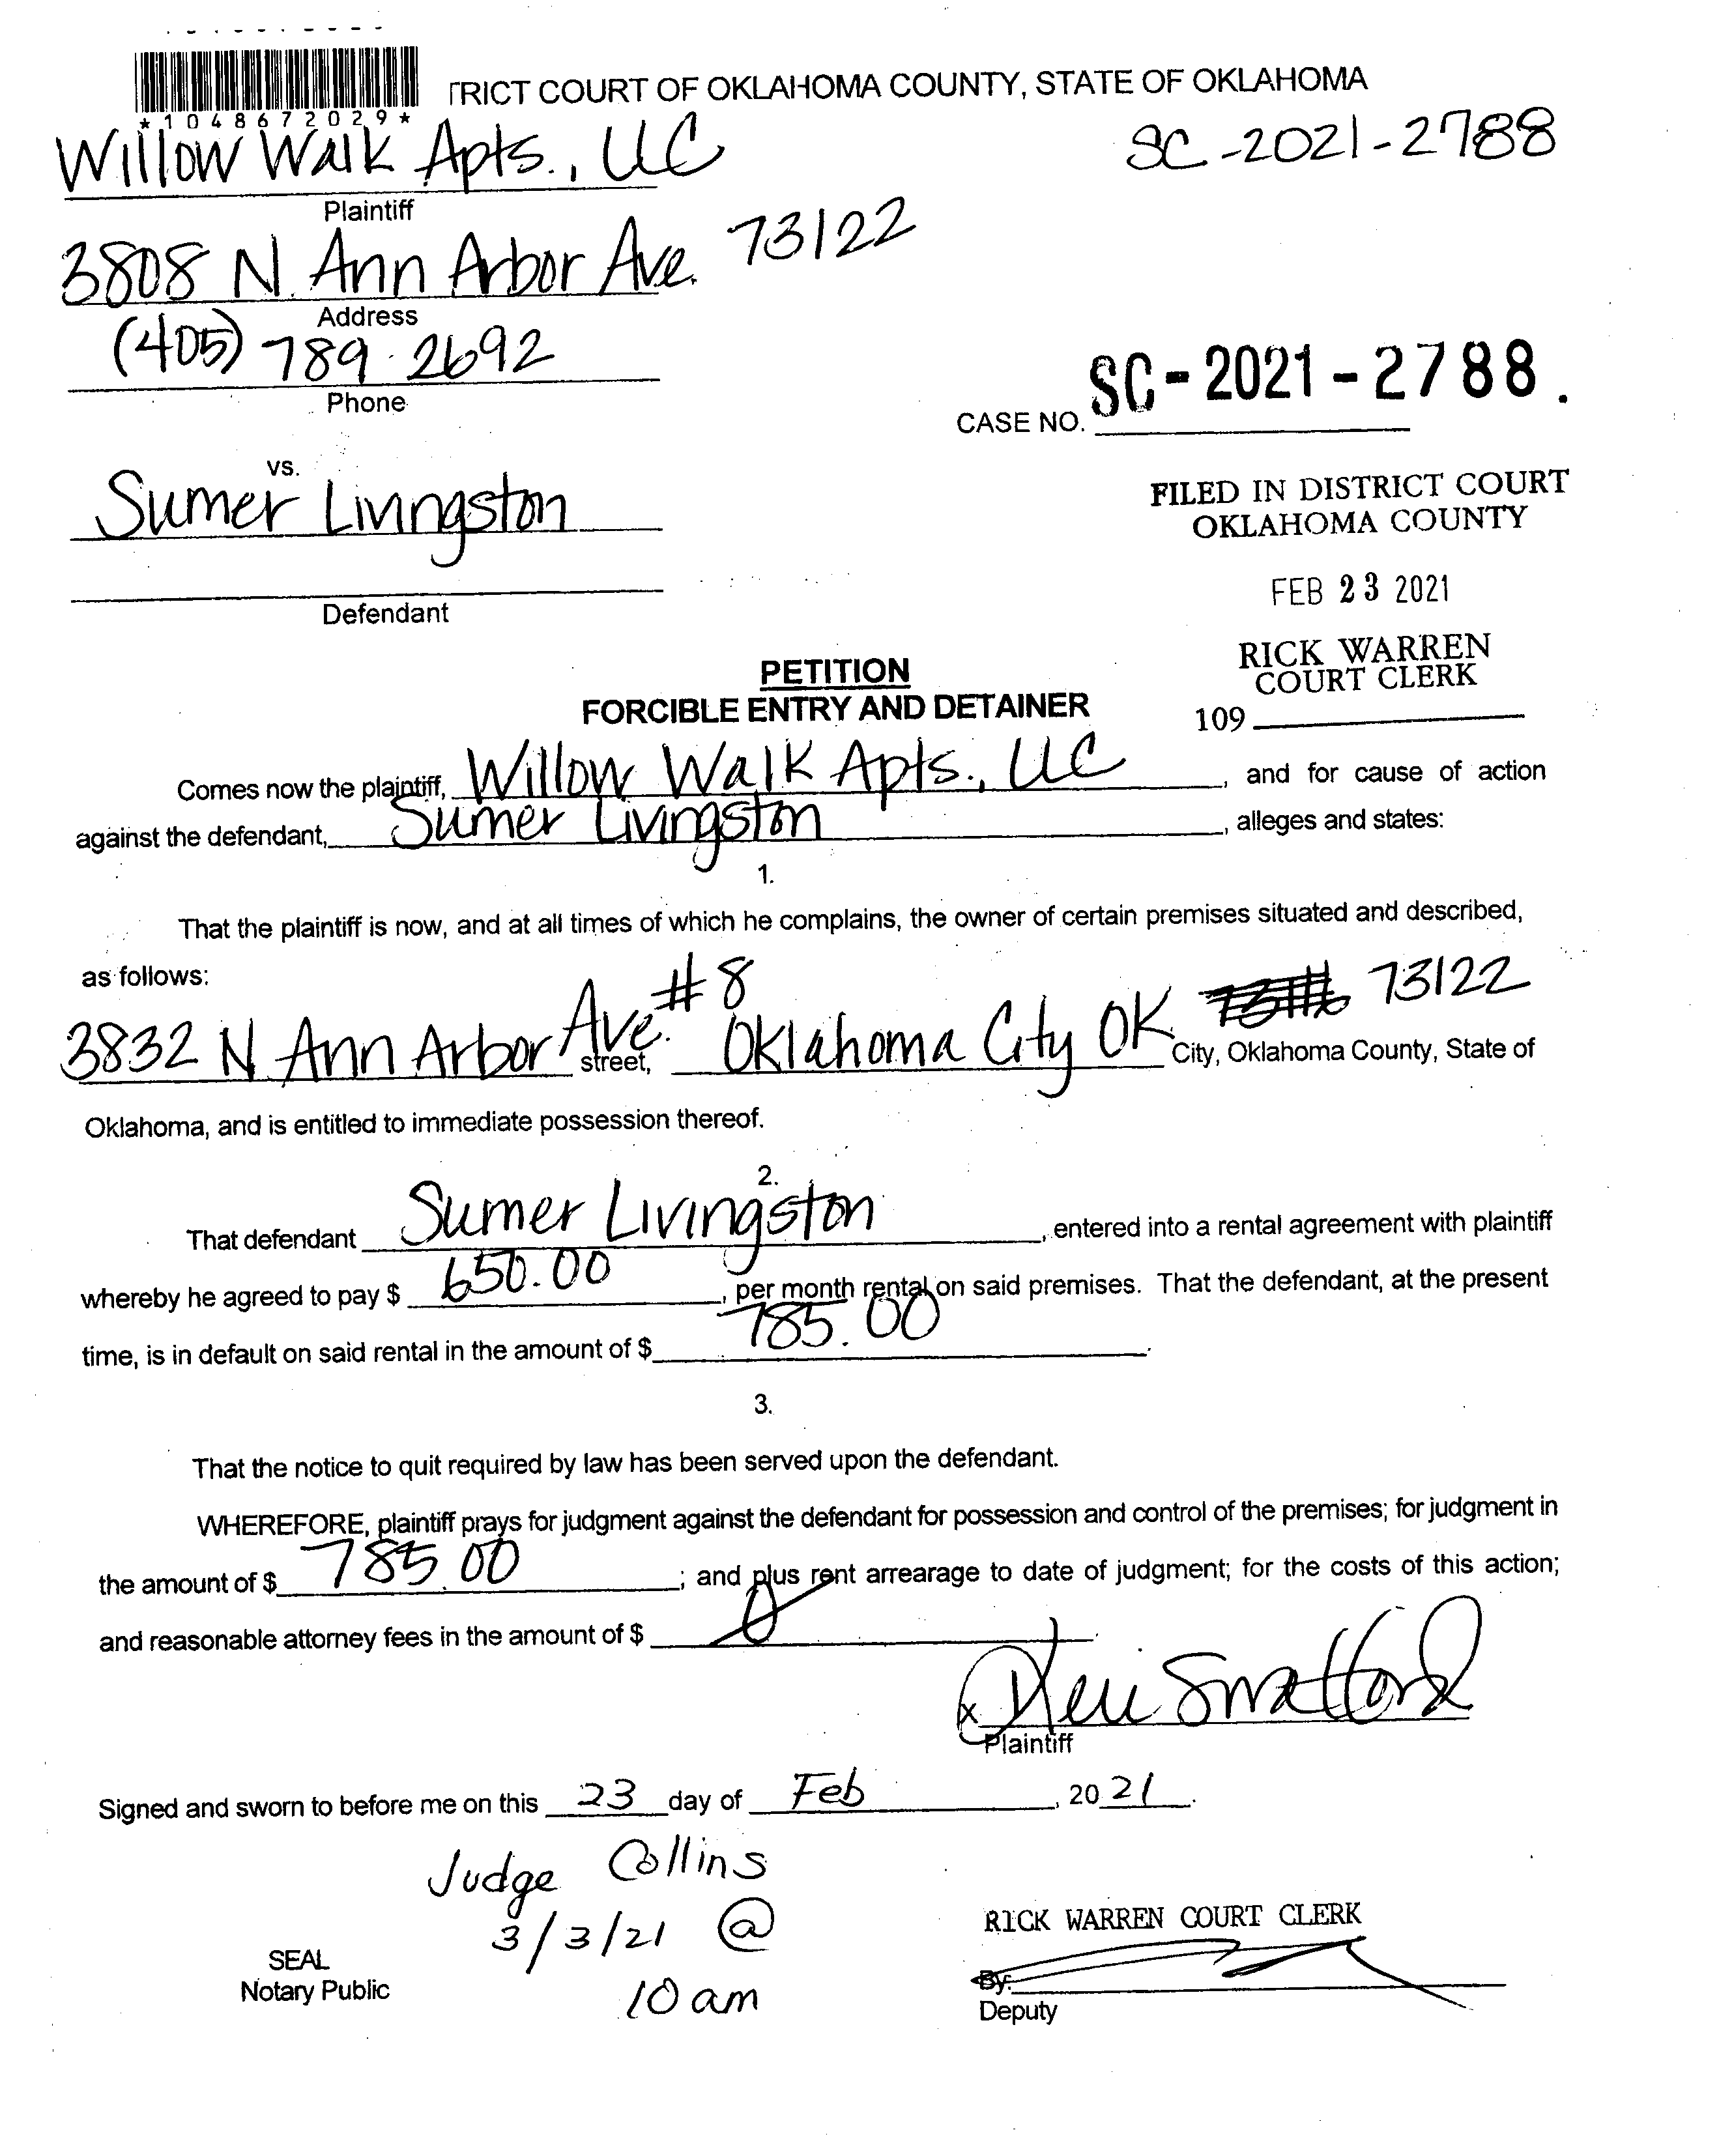 *1048672029*
TRICT COURT OF OKLAHOMA COUNTY, STATE OF OKLAHOMA
Willow Walk Apts., LLC
SC-2021-2788
Plaintiff
3808 N. Ann Arbor Ave. 73122
Address
(405) 789-2692
Phone
CASE NO. SC-2021-2788.
vs.
Sumer Livingston
Defendant
FILED IN DISTRICT COURT
OKLAHOMA COUNTY
FEB 23 2021
RICK WARREN
COURT CLERK
109
PETITION
FORCIBLE ENTRY AND DETAINER
Comes now the plaintiff, Willow Walk Apts., LLC, and for cause of action
against the defendant, Sumer Livingston, alleges and states:
1.
That the plaintiff is now, and at all times of which he complains, the owner of certain premises situated and described,
as follows:
3832 N Ann Arbor Ave. #8 street, Oklahoma City OK 73122 City, Oklahoma County, State of
Oklahoma, and is entitled to immediate possession thereof.
2.
That defendant Sumer Livingston, entered into a rental agreement with plaintiff
whereby he agreed to pay $ 650.00, per month rental on said premises. That the defendant, at the present
time, is in default on said rental in the amount of $ 785.00.
3.
That the notice to quit required by law has been served upon the defendant.
WHEREFORE, plaintiff prays for judgment against the defendant for possession and control of the premises; for judgment in
the amount of $ 785.00; and plus rent arrearage to date of judgment; for the costs of this action;
and reasonable attorney fees in the amount of $ 0.
x
Plaintiff
Signed and sworn to before me on this 23 day of Feb, 2021.
Judge Collins
3/3/21 @
10am
SEAL
Notary Public
RICK WARREN COURT CLERK
By:
Deputy